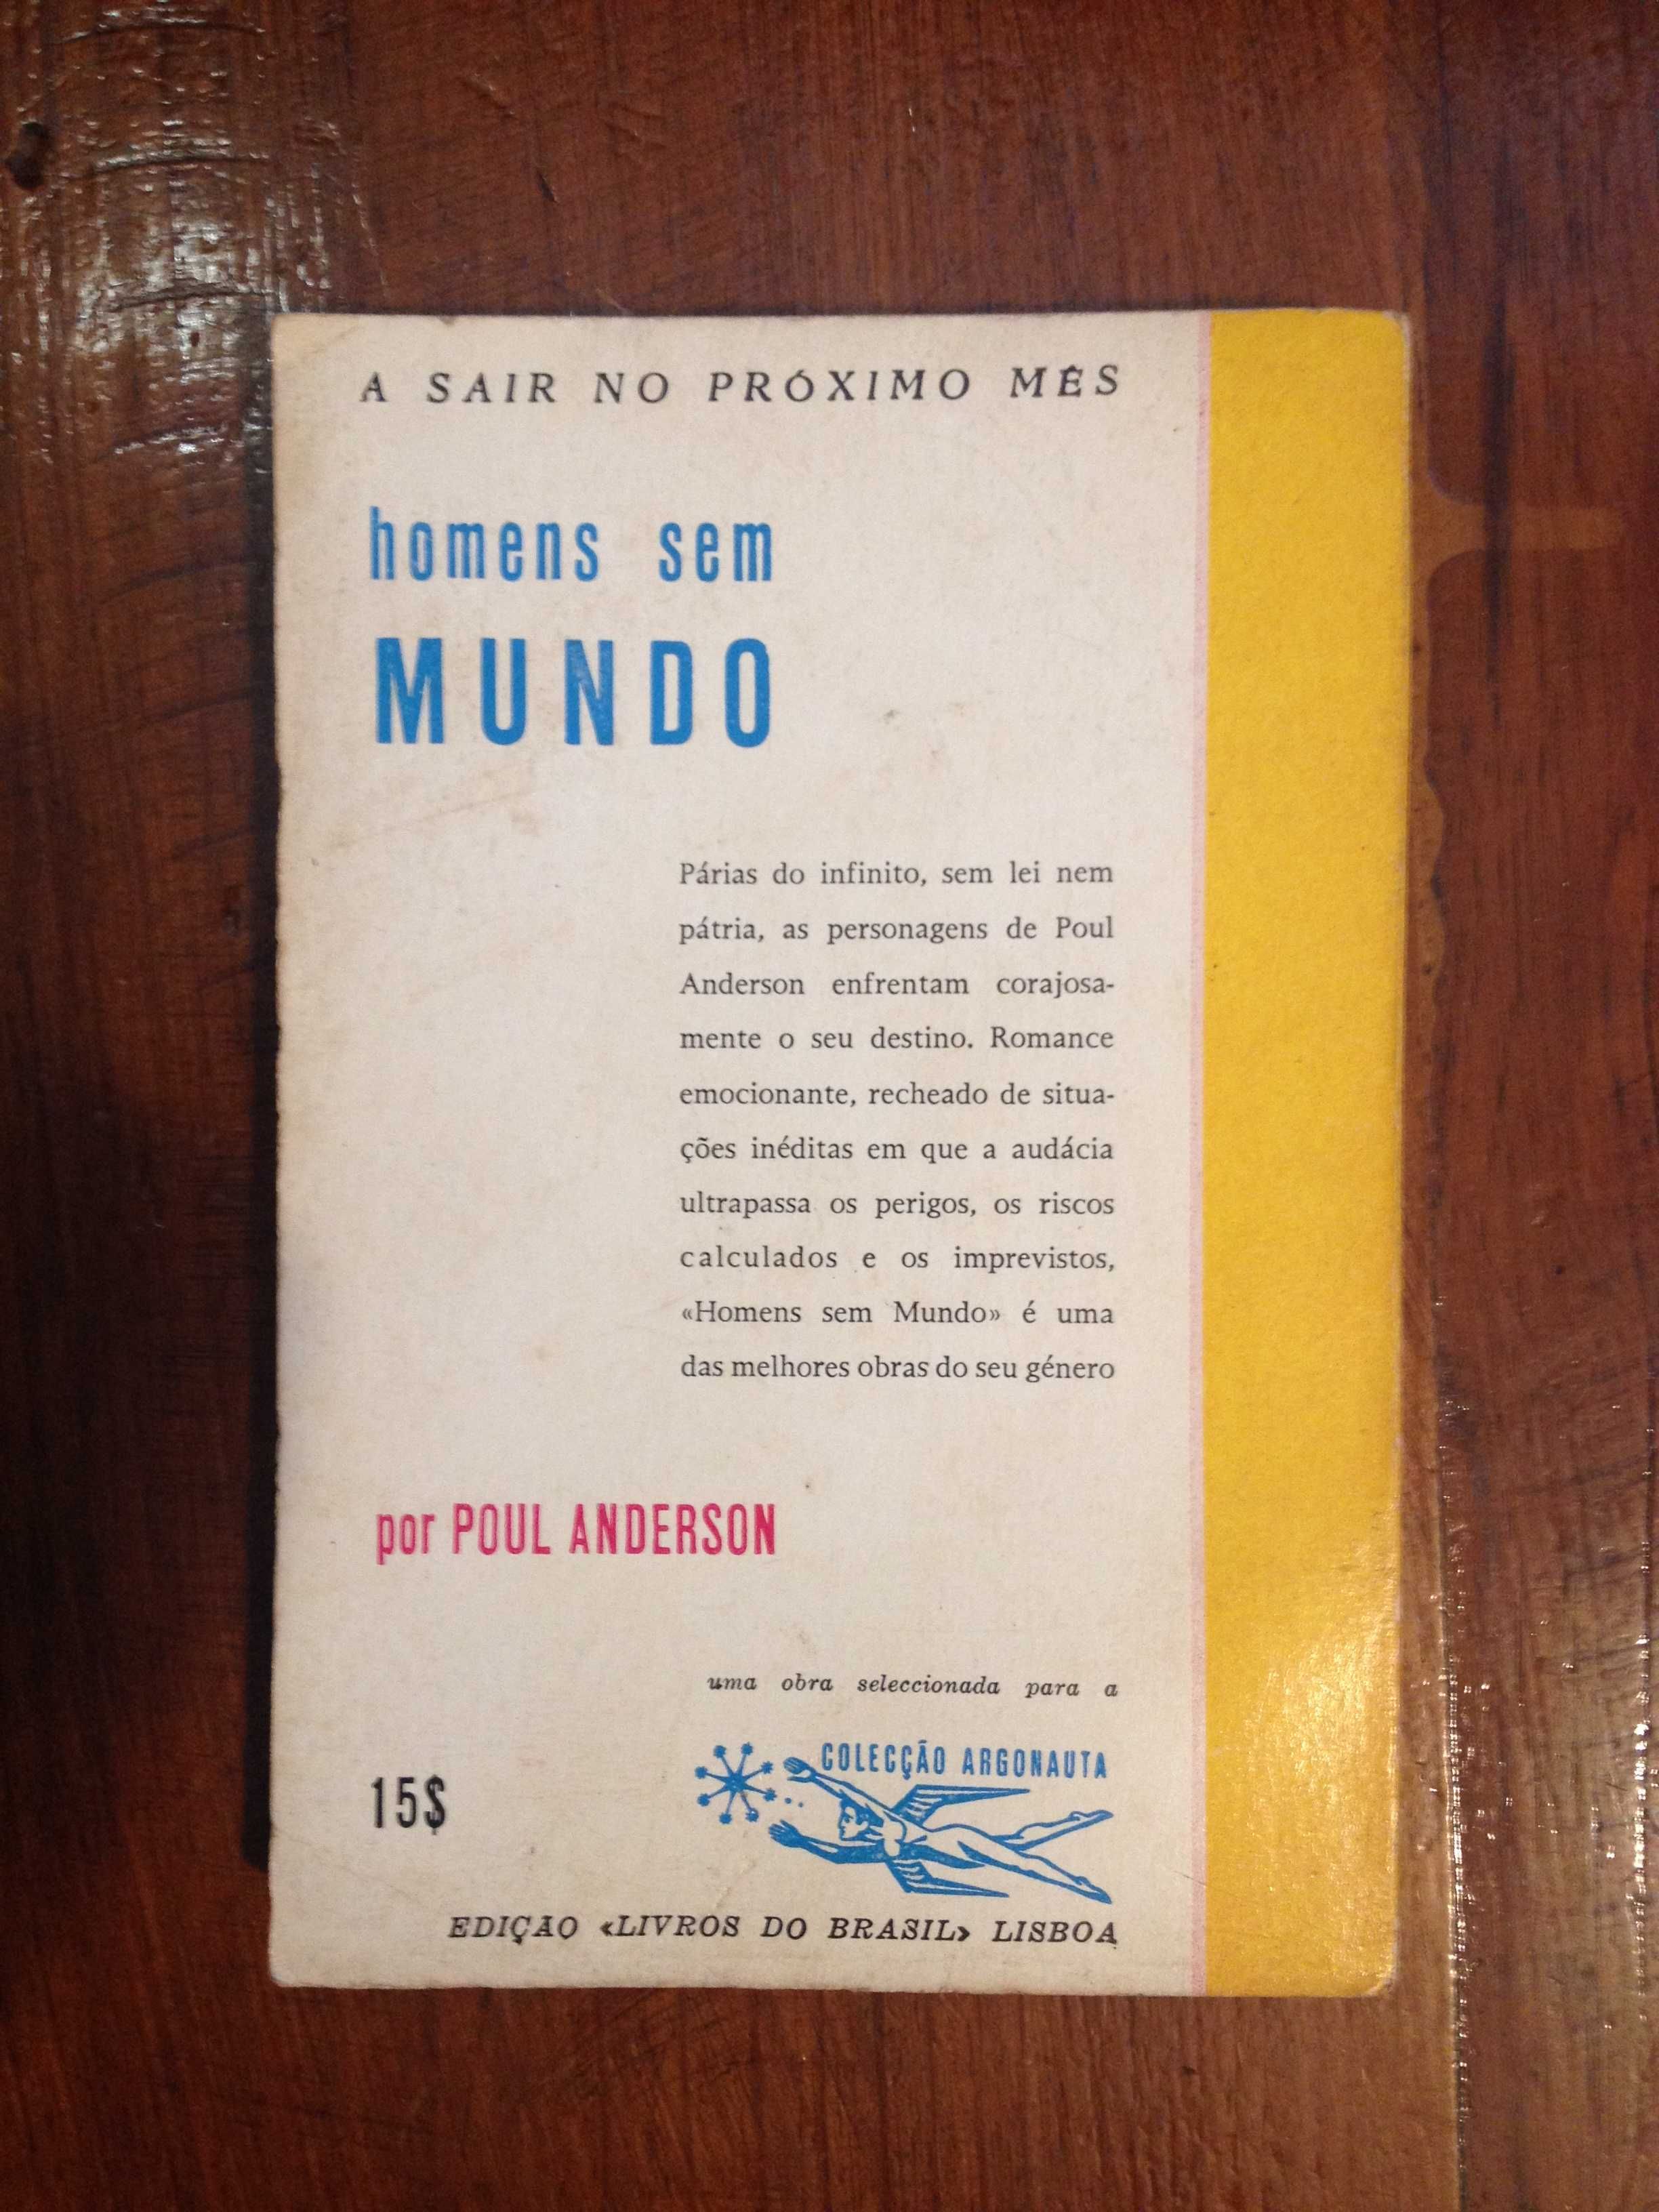 A SAIR NO PRÓXIMO MÊS
homens sem
MUNDO
Párias do infinito, sem lei nem
pátria, as personagens de Poul
Anderson enfrentam corajosa-
mente o seu destino. Romance
emocionante, recheado de situa-
ções inéditas em que a audácia
ultrapassa os perigos, os riscos
calculados e os imprevistos,
«Homens sem Mundo» é uma
das melhores obras do seu género
por POUL ANDERSON
uma obra seleccionada para a
COLECÇÃO ARGONAUTA
15$
EDIÇÃO «LIVROS DO BRASIL» LISBOA